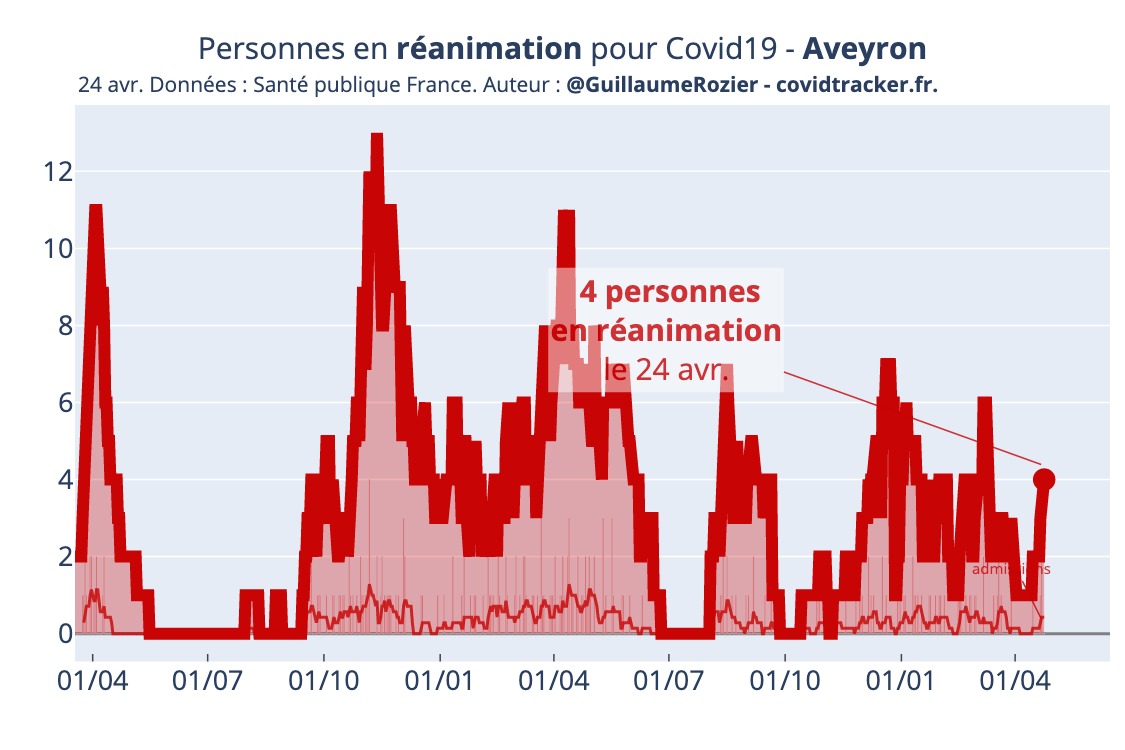 Personnes en réanimation pour Covid19 - Aveyron
24 avr. Données : Santé publique France. Auteur : @GuillaumeRozier - covidtracker.fr.
12
10
8
6
4
2
0
4 personnes
en réanimation
le 24 avr.
admissions
01/04 01/07 01/10 01/01 01/04 01/07 01/10 01/01 01/04